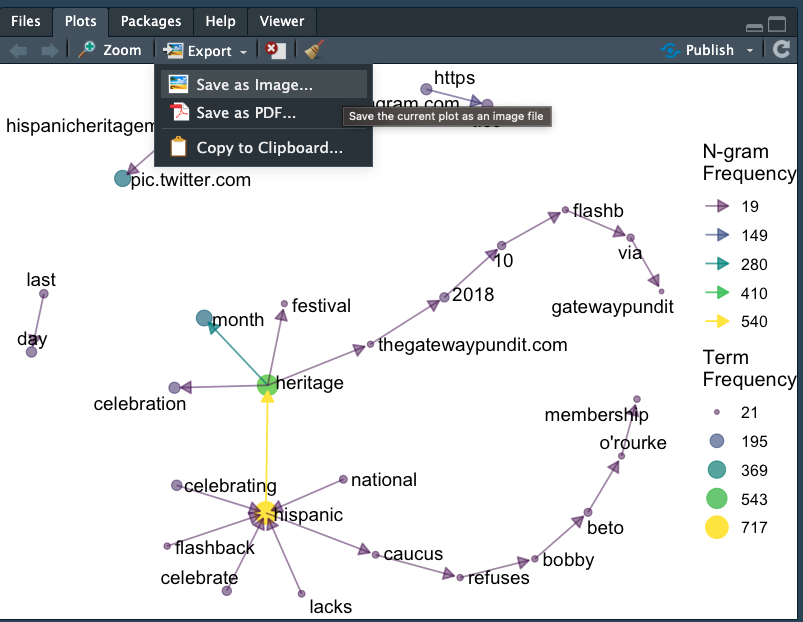 Files Plots Packages Help Viewer
Zoom Export Publish
Save as Image...
Save as PDF...
Copy to Clipboard...
Save the current plot as an image file
https
gram.com
hispanicheritagem
pic.twitter.com
flashb
10
via
last
2018
festival
gatewaypundit
month
day
thegatewaypundit.com
heritage
celebration
membership
o'rourke
national
celebrating
hispanic
beto
flashback
caucus
bobby
celebrate
refuses
lacks
N-gram
Frequency
19
149
280
410
540
Term
Frequency
21
195
369
543
717